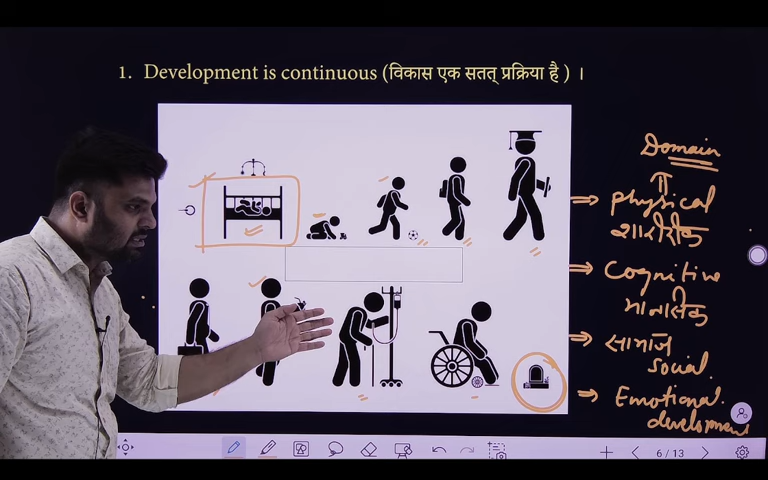 1. Development is continuous (विकास एक सतत् प्रक्रिया है ) ।
Domain
physical
शारीरीक
Cognitive
मानसिक
सामाज
social
Emotional
development
6 / 13